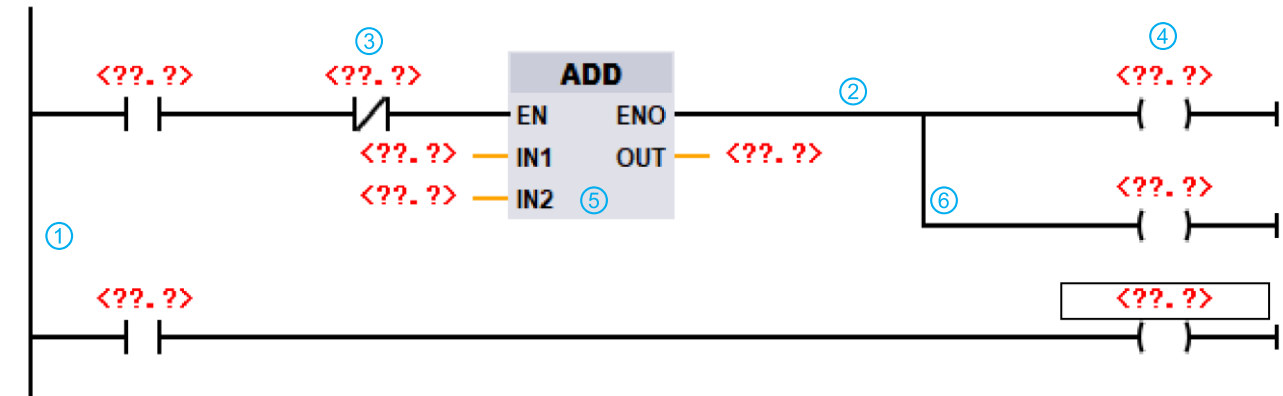 ③ ④
<??.?> <??.?> ADD <??.?>
②
EN ENO
<??.?> IN1 OUT <??.?>
<??.?> IN2 ⑤ ⑥ <??.?>
①
<??.?> <??.?>